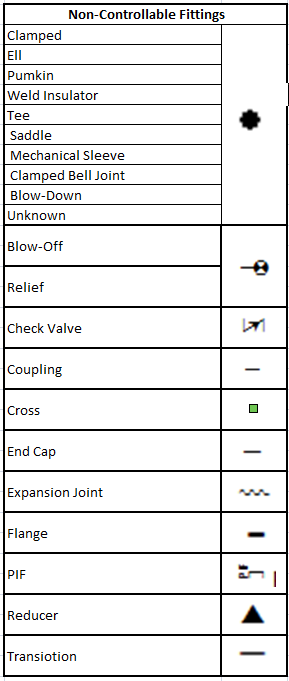 Non-Controllable Fittings
Clamped
Ell
Pumkin
Weld Insulator
Tee
Saddle
Mechanical Sleeve
Clamped Bell Joint
Blow-Down
Unknown
Blow-Off
Relief
Check Valve
Coupling
Cross
End Cap
Expansion Joint
Flange
PIF
Reducer
Transiotion